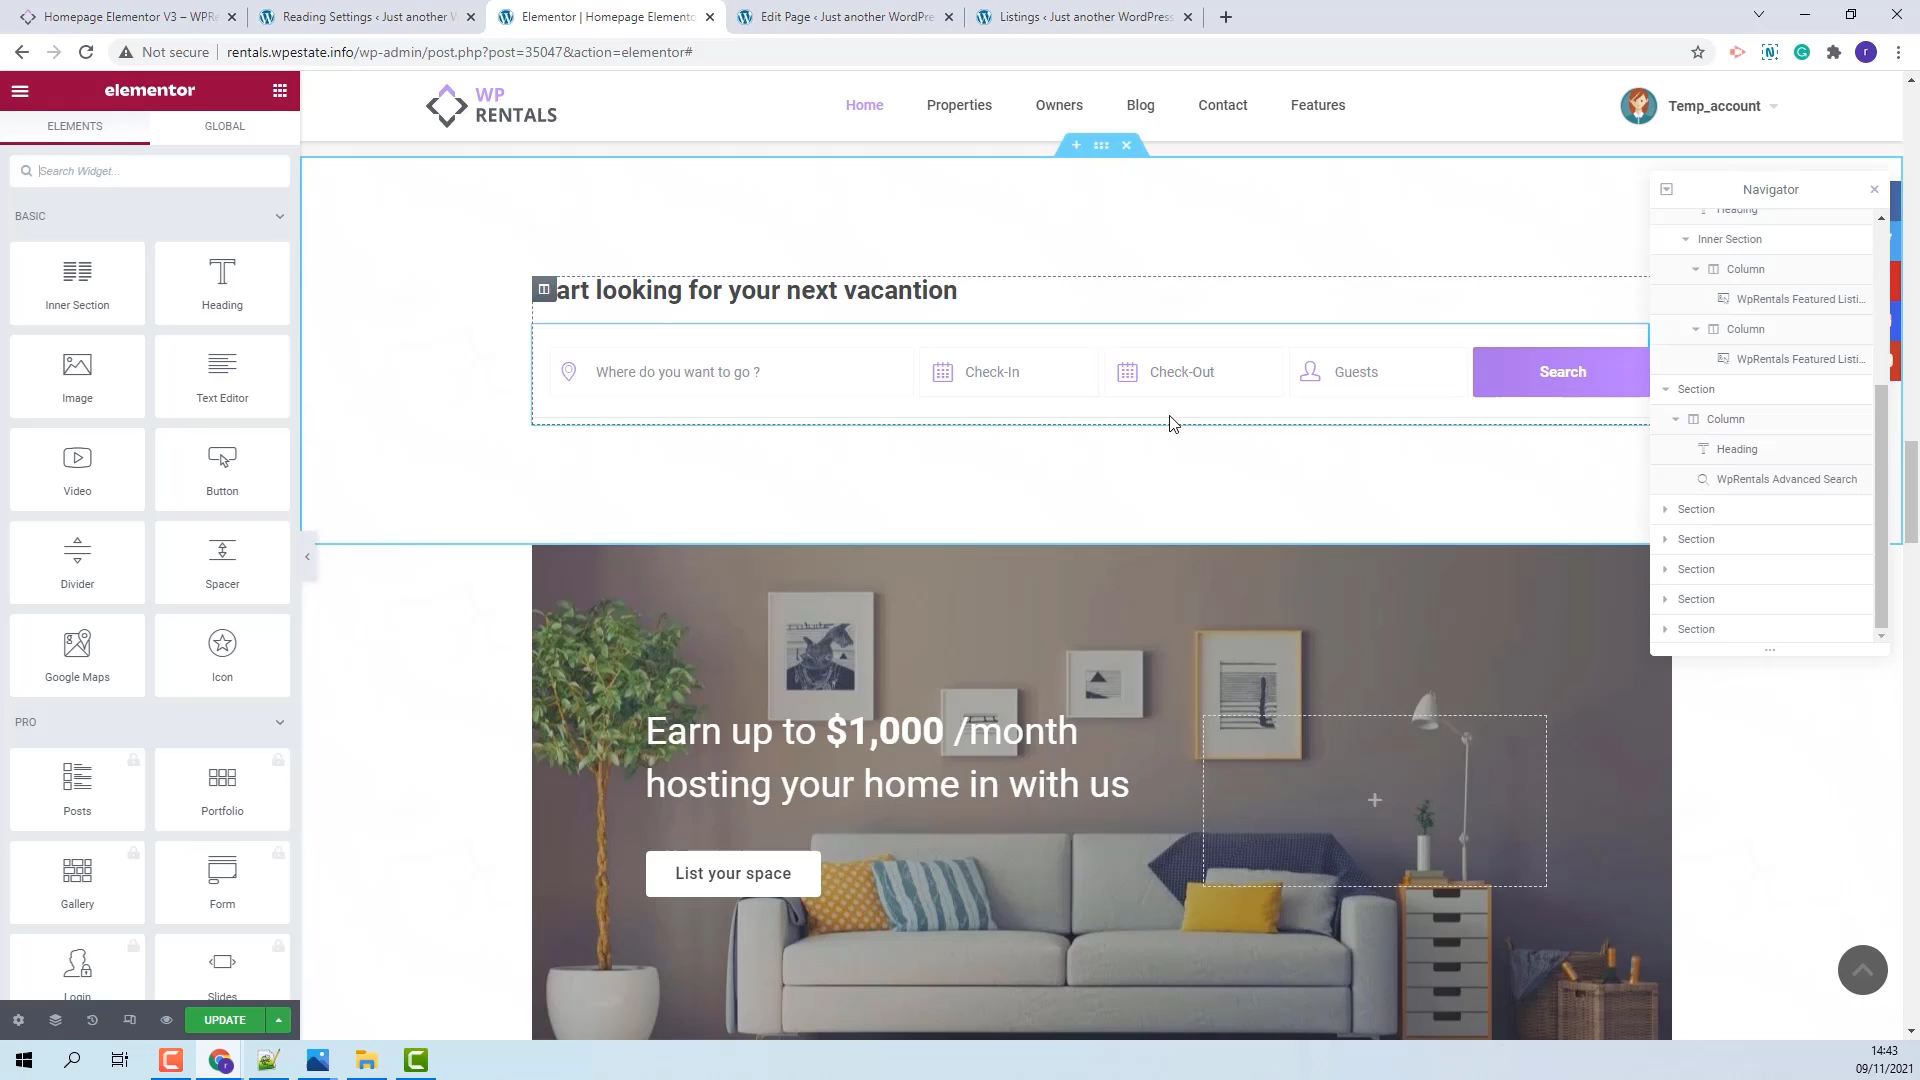 Homepage Elementor V3 – WPRe
Reading Settings ‹ Just another W
Elementor | Homepage Elemento
Edit Page ‹ Just another WordPre
Listings ‹ Just another WordPress
Not secure
rentals.wpestate.info/wp-admin/post.php?post=35047&action=elementor#
elementor
ELEMENTS
GLOBAL
Search Widget...
BASIC
Inner Section
Heading
Image
Text Editor
Video
Button
Divider
Spacer
Google Maps
Icon
PRO
Posts
Portfolio
Gallery
Form
Login
Slides
UPDATE
WP
RENTALS
Home
Properties
Owners
Blog
Contact
Features
Temp_account
art looking for your next vacantion
Where do you want to go ?
Check-In
Check-Out
Guests
Search
Earn up to $1,000 /month
hosting your home in with us
List your space
Navigator
Heading
Inner Section
Column
WpRentals Featured Listi...
Column
WpRentals Featured Listi...
Section
Column
Heading
WpRentals Advanced Search
Section
Section
Section
Section
Section
14:43
09/11/2021